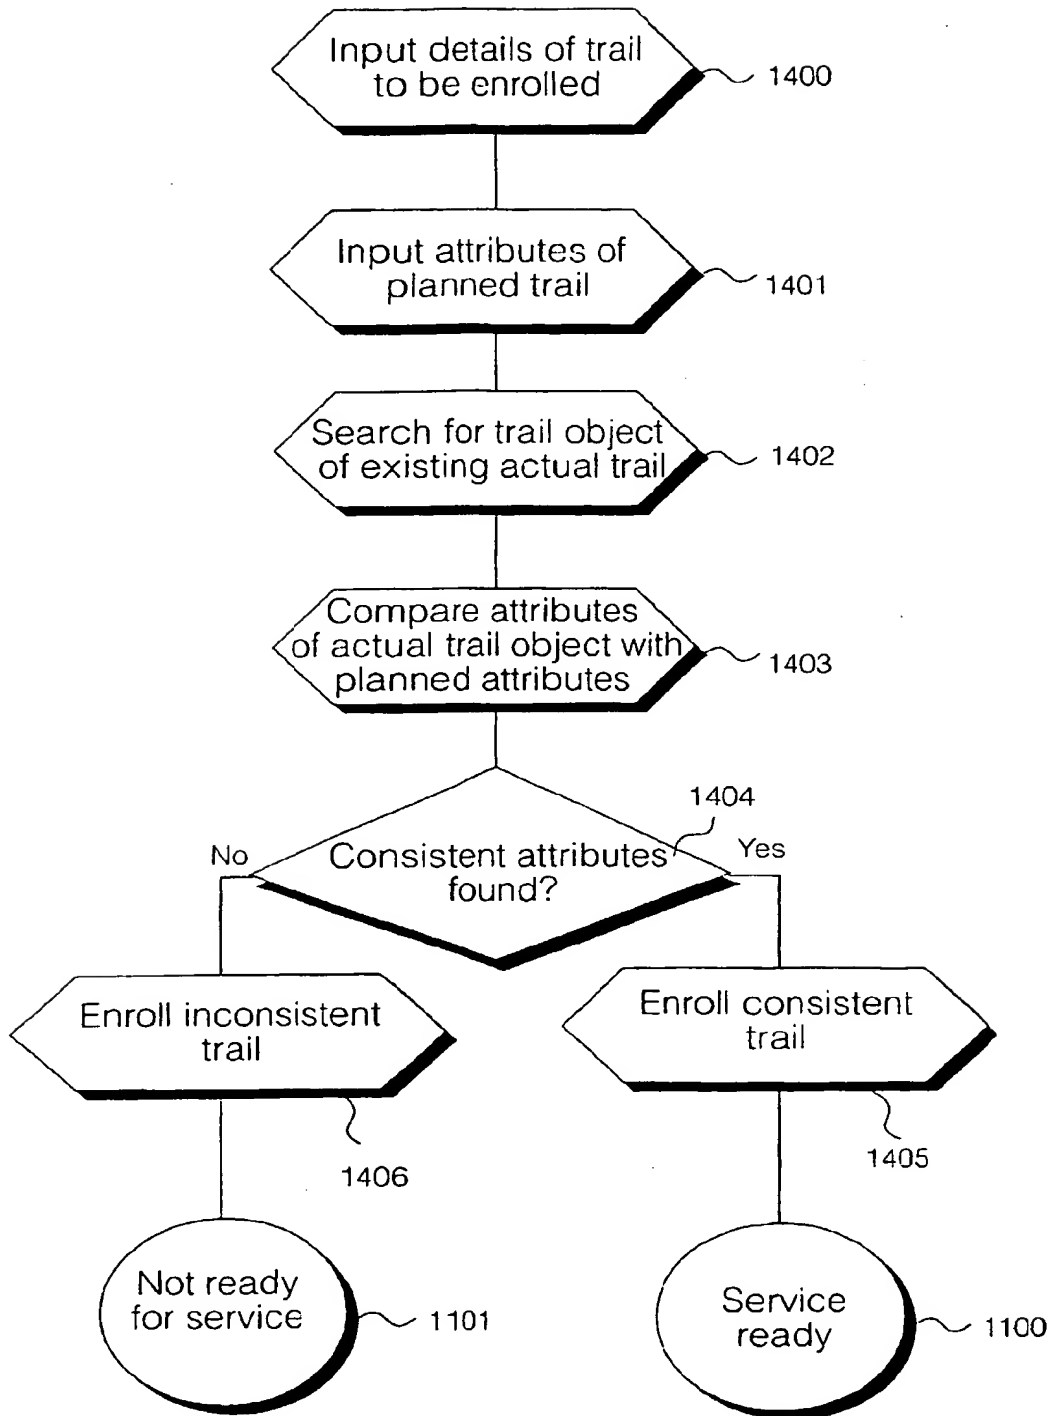 Input details of trail
to be enrolled
1400
Input attributes of
planned trail
1401
Search for trail object
of existing actual trail
1402
Compare attributes
of actual trail object with
planned attributes
1403
1404
No
Consistent attributes
found?
Yes
Enroll inconsistent
trail
1406
Enroll consistent
trail
1405
Not ready
for service
1101
Service
ready
1100